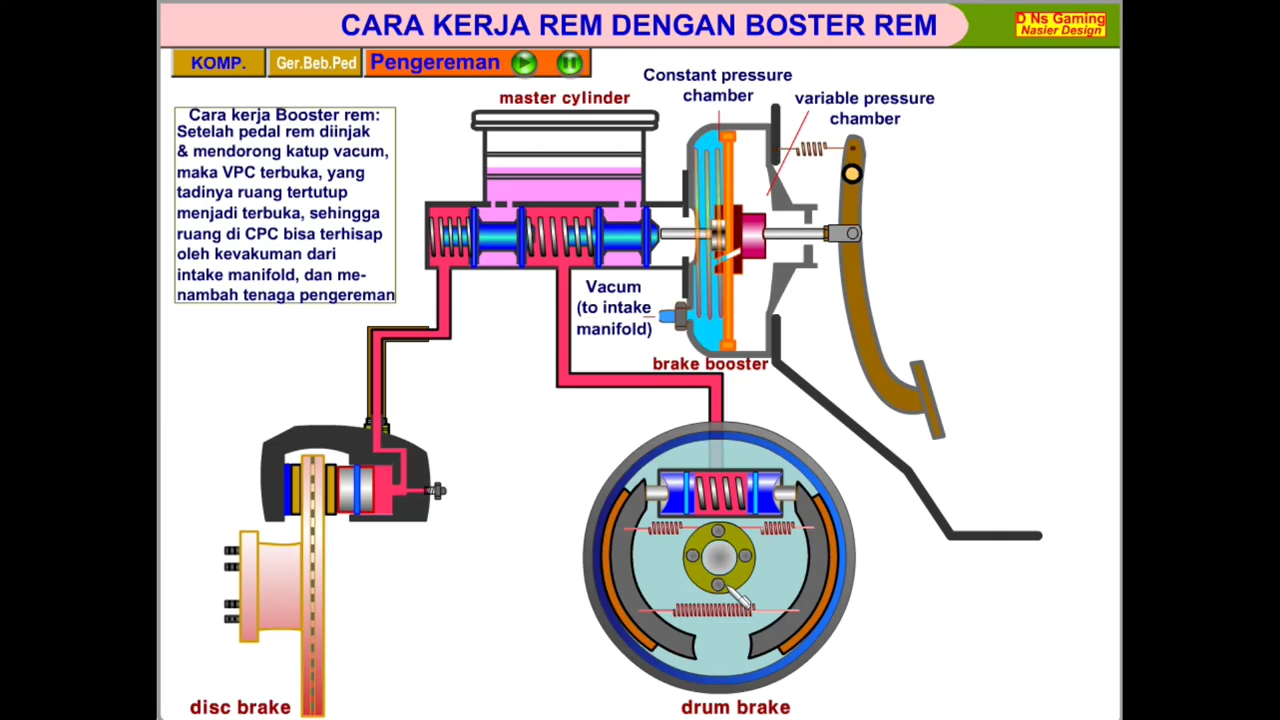 CARA KERJA REM DENGAN BOSTER REM
D Ns Gaming
Nasier Design
KOMP.
Ger.Beb.Ped
Pengereman
Constant pressure
chamber
variable pressure
chamber
master cylinder
Cara kerja Booster rem:
Setelah pedal rem diinjak
& mendorong katup vacum,
maka VPC terbuka, yang
tadinya ruang tertutup
menjadi terbuka, sehingga
ruang di CPC bisa terhisap
oleh kevakuman dari
intake manifold, dan me-
nambah tenaga pengereman
Vacum
(to intake
manifold)
brake booster
disc brake
drum brake